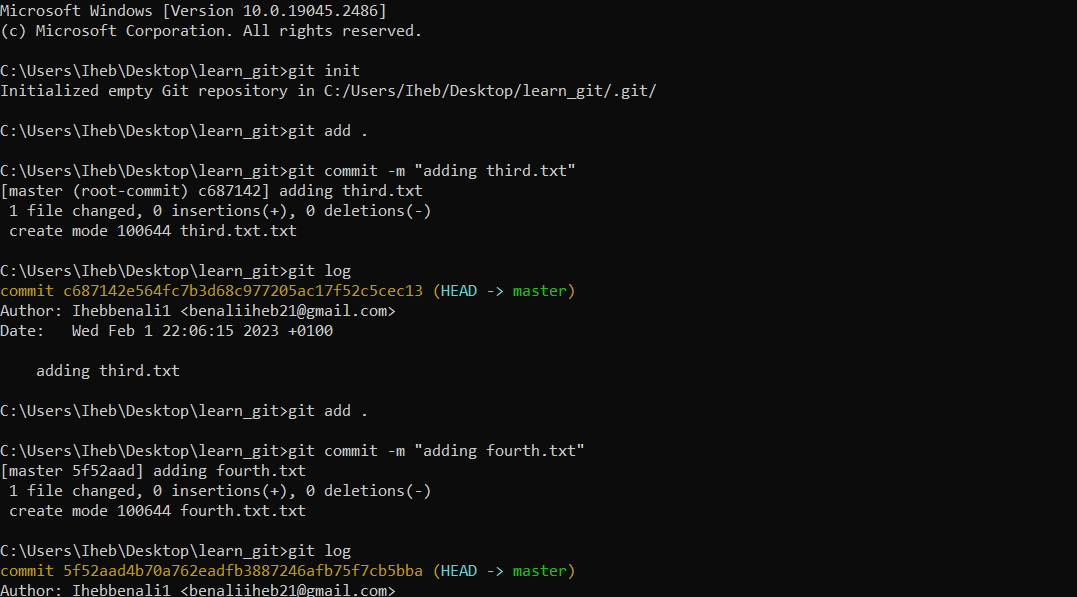 Microsoft Windows [Version 10.0.19045.2486]
(c) Microsoft Corporation. All rights reserved.
C:\Users\Iheb\Desktop\learn_git>git init
Initialized empty Git repository in C:/Users/Iheb/Desktop/learn_git/.git/
C:\Users\Iheb\Desktop\learn_git>git add .
C:\Users\Iheb\Desktop\learn_git>git commit -m "adding third.txt"
[master (root-commit) c687142] adding third.txt
 1 file changed, 0 insertions(+), 0 deletions(-)
 create mode 100644 third.txt.txt
C:\Users\Iheb\Desktop\learn_git>git log
commit c687142e564fc7b3d68c977205ac17f52c5cec13 (HEAD -> master)
Author: Ihebbenali1 <benaliiheb21@gmail.com>
Date:   Wed Feb 1 22:06:15 2023 +0100
    adding third.txt
C:\Users\Iheb\Desktop\learn_git>git add .
C:\Users\Iheb\Desktop\learn_git>git commit -m "adding fourth.txt"
[master 5f52aad] adding fourth.txt
 1 file changed, 0 insertions(+), 0 deletions(-)
 create mode 100644 fourth.txt.txt
C:\Users\Iheb\Desktop\learn_git>git log
commit 5f52aad4b70a762eadfb3887246afb75f7cb5bba (HEAD -> master)
Author: Ihebbenali1 <benaliiheb21@gmail.com>